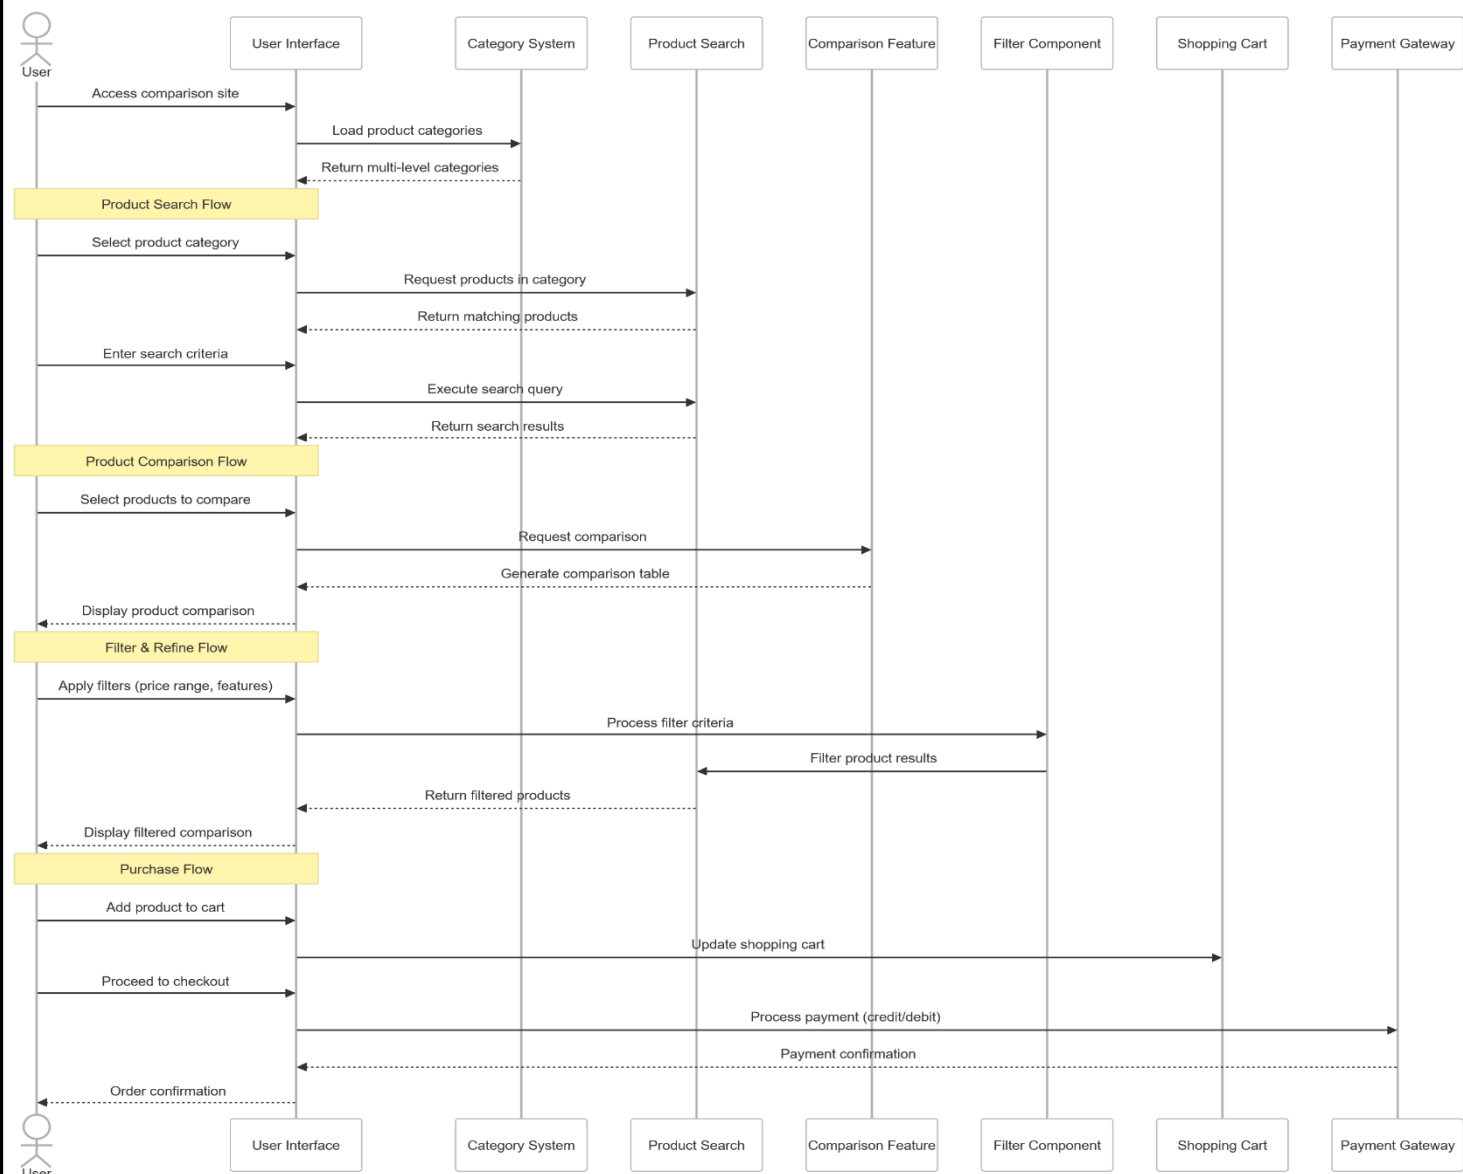 User Interface
Category System
Product Search
Comparison Feature
Filter Component
Shopping Cart
Payment Gateway
User
Access comparison site
Load product categories
Return multi-level categories
Product Search Flow
Select product category
Request products in category
Return matching products
Enter search criteria
Execute search query
Return search results
Product Comparison Flow
Select products to compare
Request comparison
Generate comparison table
Display product comparison
Filter & Refine Flow
Apply filters (price range, features)
Process filter criteria
Filter product results
Return filtered products
Display filtered comparison
Purchase Flow
Add product to cart
Update shopping cart
Proceed to checkout
Process payment (credit/debit)
Payment confirmation
Order confirmation
User Interface
Category System
Product Search
Comparison Feature
Filter Component
Shopping Cart
Payment Gateway
User